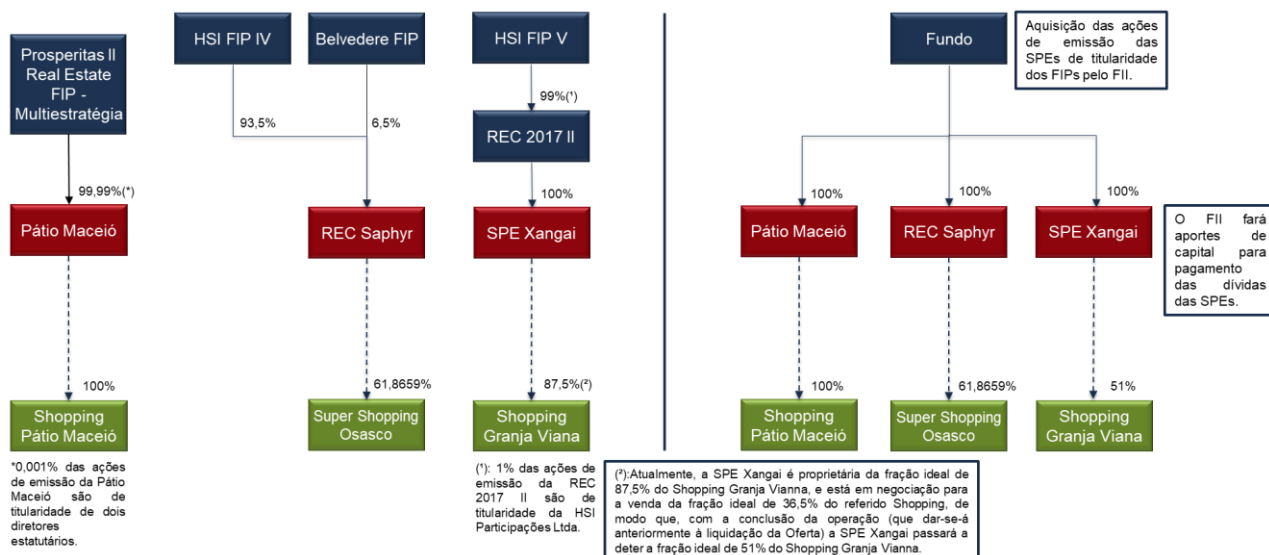 Prosperitas II
Real Estate
FIP -
Multiestratégia
HSI FIP IV
Belvedere FIP
HSI FIP V
99%(¹)
93,5%
6,5%
REC 2017 II
99,99%(*)
100%
Pátio Maceió
REC Saphyr
SPE Xangai
100%
61,8659%
87,5%(²)
Shopping
Pátio Maceió
Super Shopping
Osasco
Shopping
Granja Viana
*0,001% das ações
de emissão da Pátio
Maceió são de
titularidade de dois
diretores
estatutários.
(¹): 1% das ações de
emissão da REC
2017 II são de
titularidade da HSI
Participações Ltda.
Fundo
Aquisição das ações
de emissão das
SPEs de titularidade
dos FIPs pelo FII.
100%
100%
100%
Pátio Maceió
REC Saphyr
SPE Xangai
O FII fará
aportes de
capital para
pagamento
das dívidas
das SPEs.
100%
61,8659%
51%
Shopping
Pátio Maceió
Super Shopping
Osasco
Shopping
Granja Viana
(²):Atualmente, a SPE Xangai é proprietária da fração ideal de
87,5% do Shopping Granja Vianna, e está em negociação para
a venda da fração ideal de 36,5% do referido Shopping, de
modo que, com a conclusão da operação (que dar-se-á
anteriormente à liquidação da Oferta) a SPE Xangai passará a
deter a fração ideal de 51% do Shopping Granja Vianna.